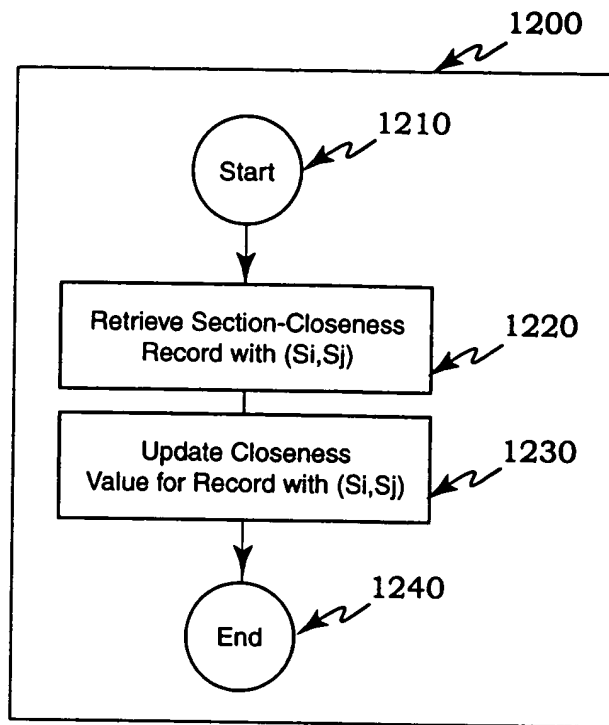 1200
1210
Start
Retrieve Section-Closeness
Record with (Si,Sj)
1220
Update Closeness
Value for Record with (Si,Sj)
1230
1240
End